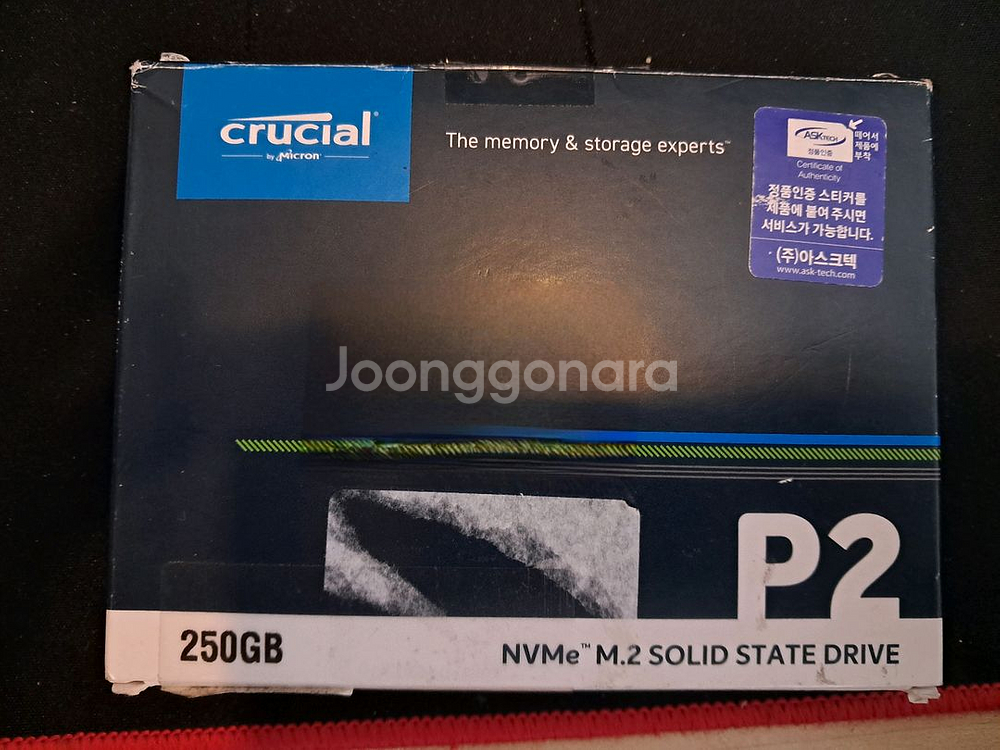 crucial®
by Micron®
The memory & storage experts™
ASKTECH
정품인증
떼어서
제품에
부착
Certificate of
Authenticity
정품인증 스티커를
제품에 붙여 주시면
서비스가 가능합니다.
(주)아스크텍
www.ask-tech.com
Joonggonara
P2
250GB
NVMe™ M.2 SOLID STATE DRIVE